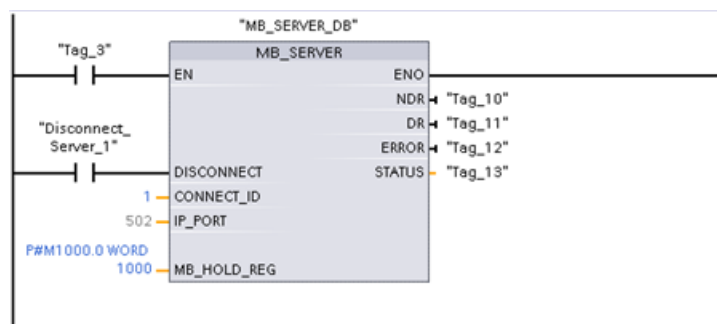 "MB_SERVER_DB"
"Tag_3"
MB_SERVER
EN
ENO
NDR
"Tag_10"
DR
"Tag_11"
"Disconnect_
Server_1"
ERROR
"Tag_12"
DISCONNECT
STATUS
"Tag_13"
1
CONNECT_ID
502
IP_PORT
P#M1000.0 WORD
1000
MB_HOLD_REG